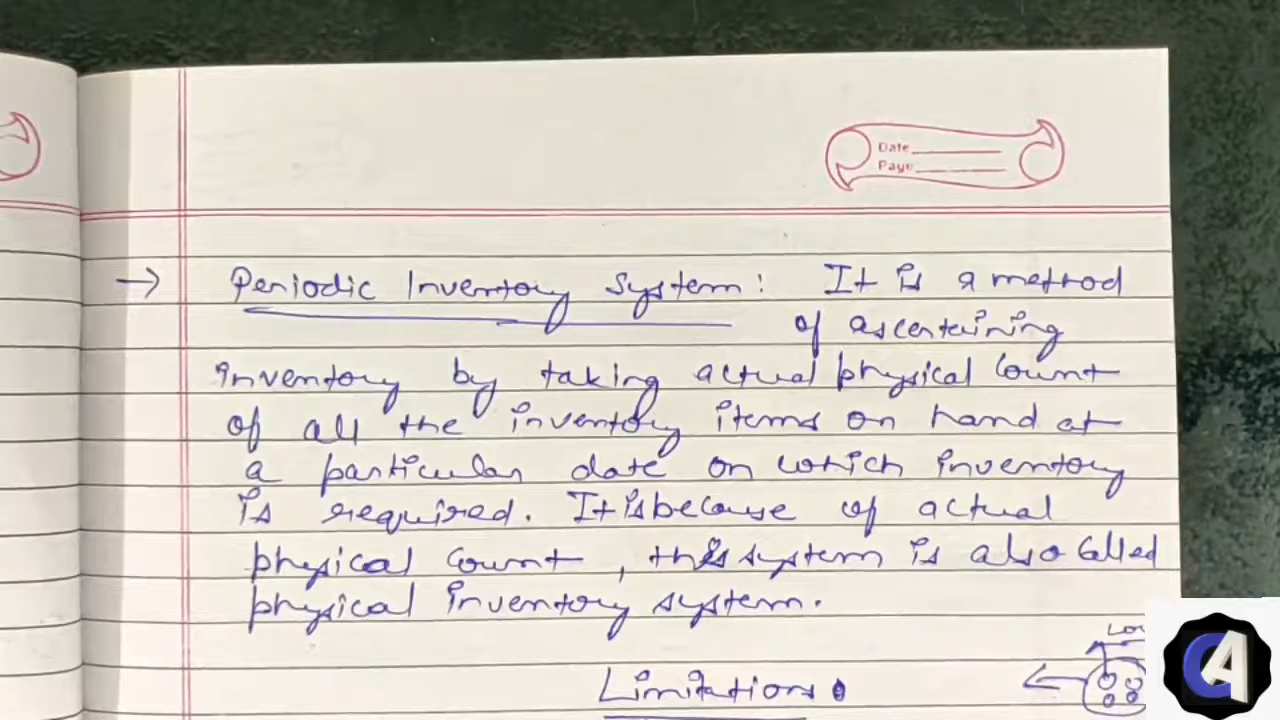 Date
Page
→ Periodic Inventory System: It is a method
of ascertaining
inventory by taking actual physical count
of all the inventory items on hand at
a particular date on which inventory
is required. It is because of actual
physical count, this system is also called
physical inventory system.
Limitations
CA